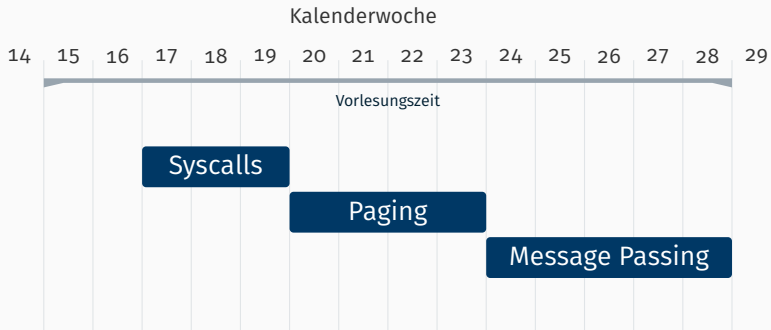 Kalenderwoche
14 15 16 17 18 19 20 21 22 23 24 25 26 27 28 29
Vorlesungszeit
Syscalls
Paging
Message Passing